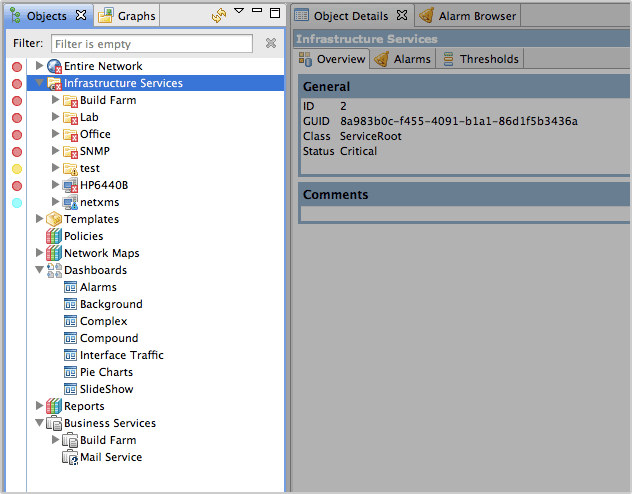 Objects
Graphs
Filter: Filter is empty
Entire Network
Infrastructure Services
Build Farm
Lab
Office
SNMP
test
HP6440B
netxms
Templates
Policies
Network Maps
Dashboards
Alarms
Background
Complex
Compound
Interface Traffic
Pie Charts
SlideShow
Reports
Business Services
Build Farm
Mail Service
Object Details
Alarm Browser
Infrastructure Services
Overview
Alarms
Thresholds
General
ID 2
GUID 8a983b0c-f455-4091-b1a1-86d1f5b3436a
Class ServiceRoot
Status Critical
Comments